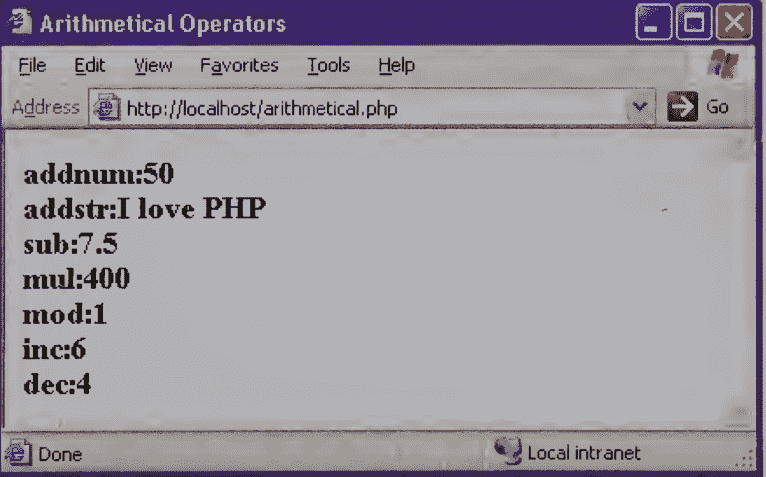 Arithmetical Operators
File Edit View Favorites Tools Help
Address http://localhost/arithmetical.php Go
addnum:50
addstr:I love PHP
sub:7.5
mul:400
mod:1
inc:6
dec:4
Done Local intranet